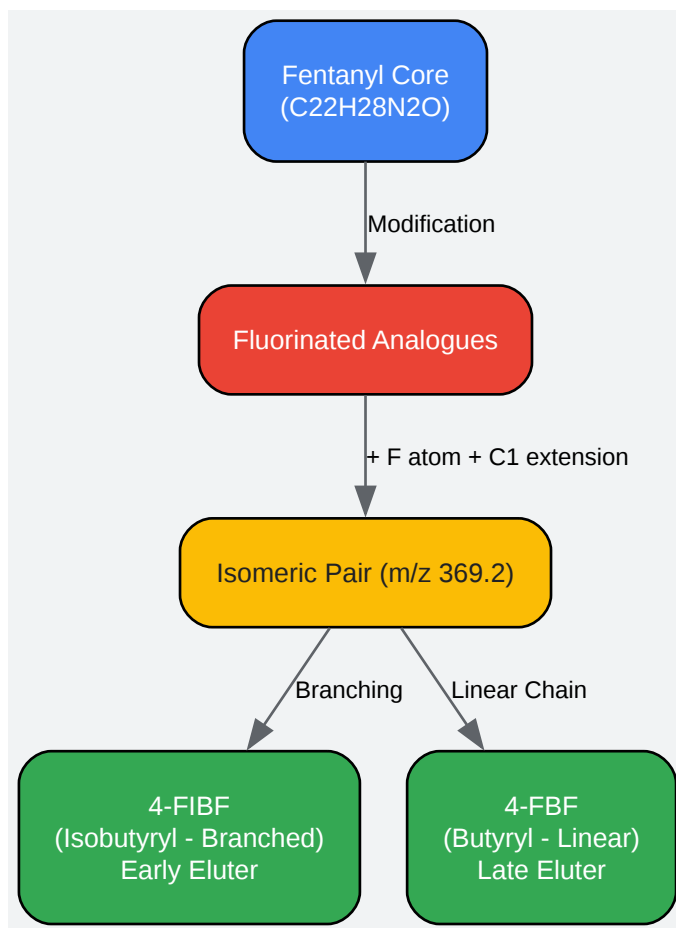 Fentanyl Core
(C22H28N2O)
Modification
Fluorinated Analogues
+ F atom + C1 extension
Isomeric Pair (m/z 369.2)
Branching
Linear Chain
4-FIBF
(Isobutyryl - Branched)
Early Eluter
4-FBF
(Butyryl - Linear)
Late Eluter